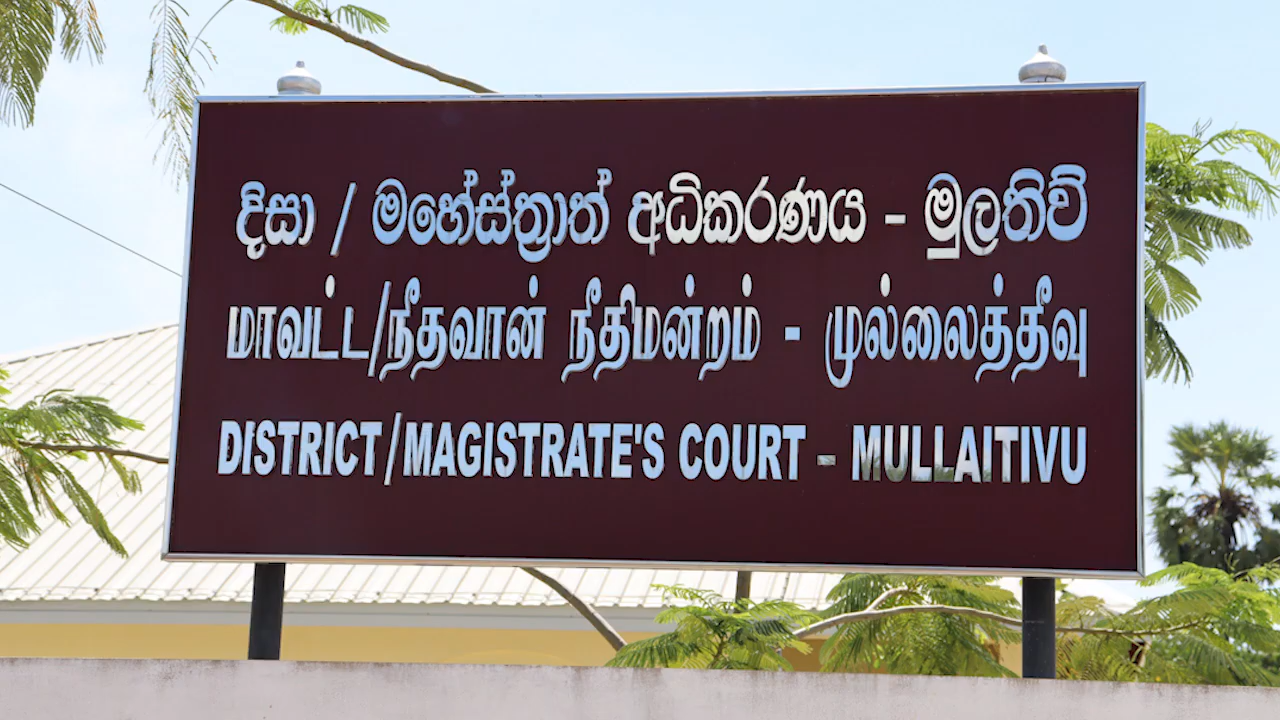 දිසා / මහේස්ත්‍රාත් අධිකරණය - මුලතිව්
மாவட்ட/நீதவான் நீதிமன்றம் - முல்லைத்தீவு
DISTRICT/MAGISTRATE'S COURT - MULLAITIVU